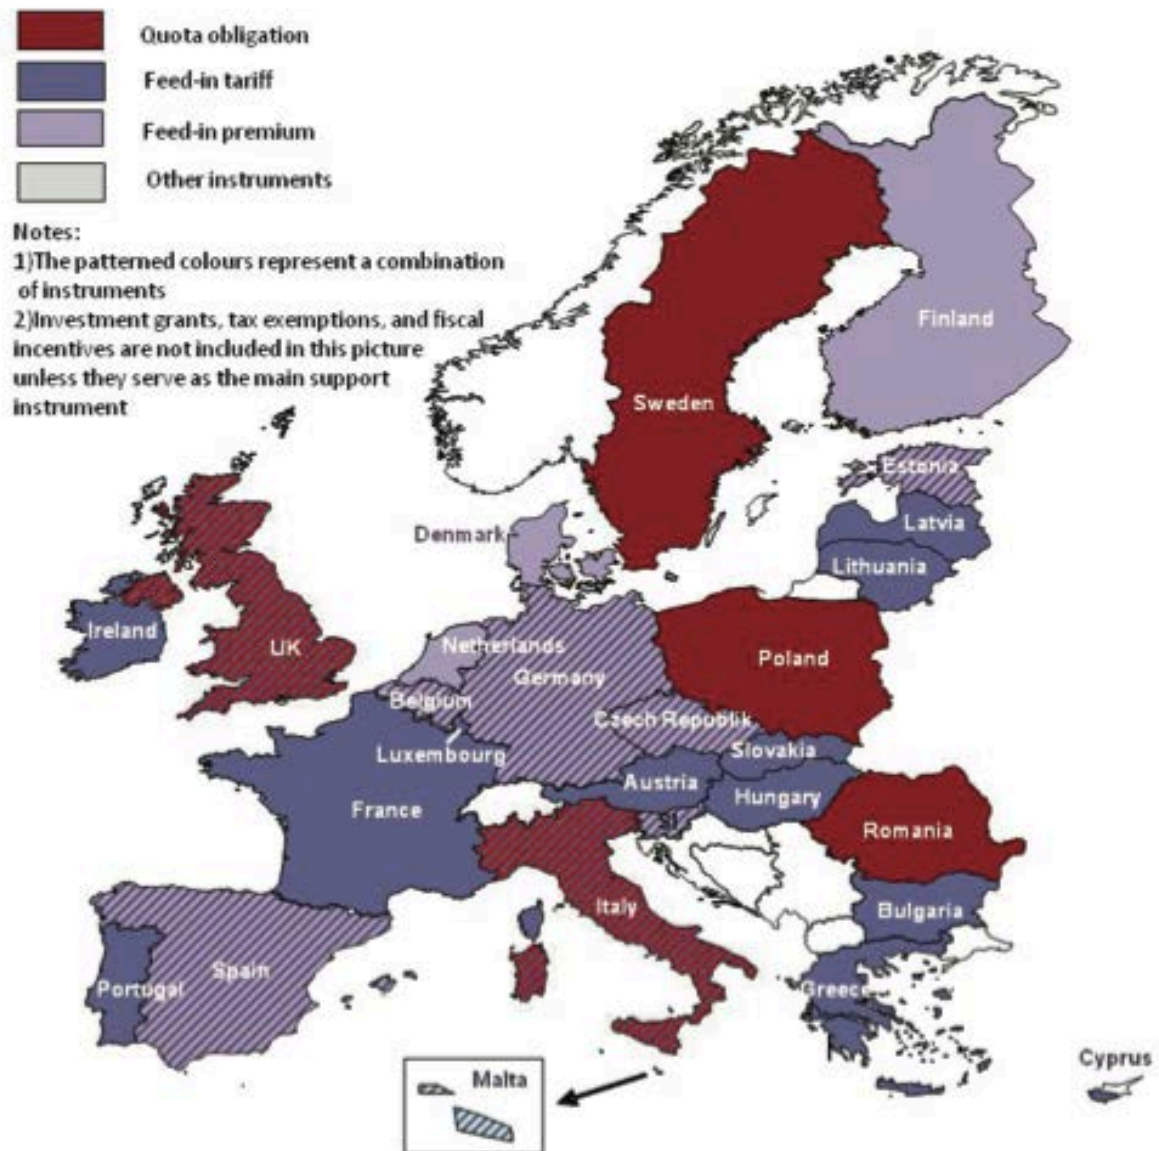 Quota obligation
Feed-in tariff
Feed-in premium
Other instruments
Notes:
1)The patterned colours represent a combination
of instruments
2)Investment grants, tax exemptions, and fiscal
incentives are not included in this picture
unless they serve as the main support
instrument
Finland
Sweden
Estonia
Latvia
Denmark
Lithuania
Ireland
UK
Netherlands
Poland
Germany
Belgium
Czech Republik
Slovakia
Luxembourg
Austria
Hungary
France
Romania
Italy
Bulgaria
Spain
Portugal
Greece
Cyprus
Malta